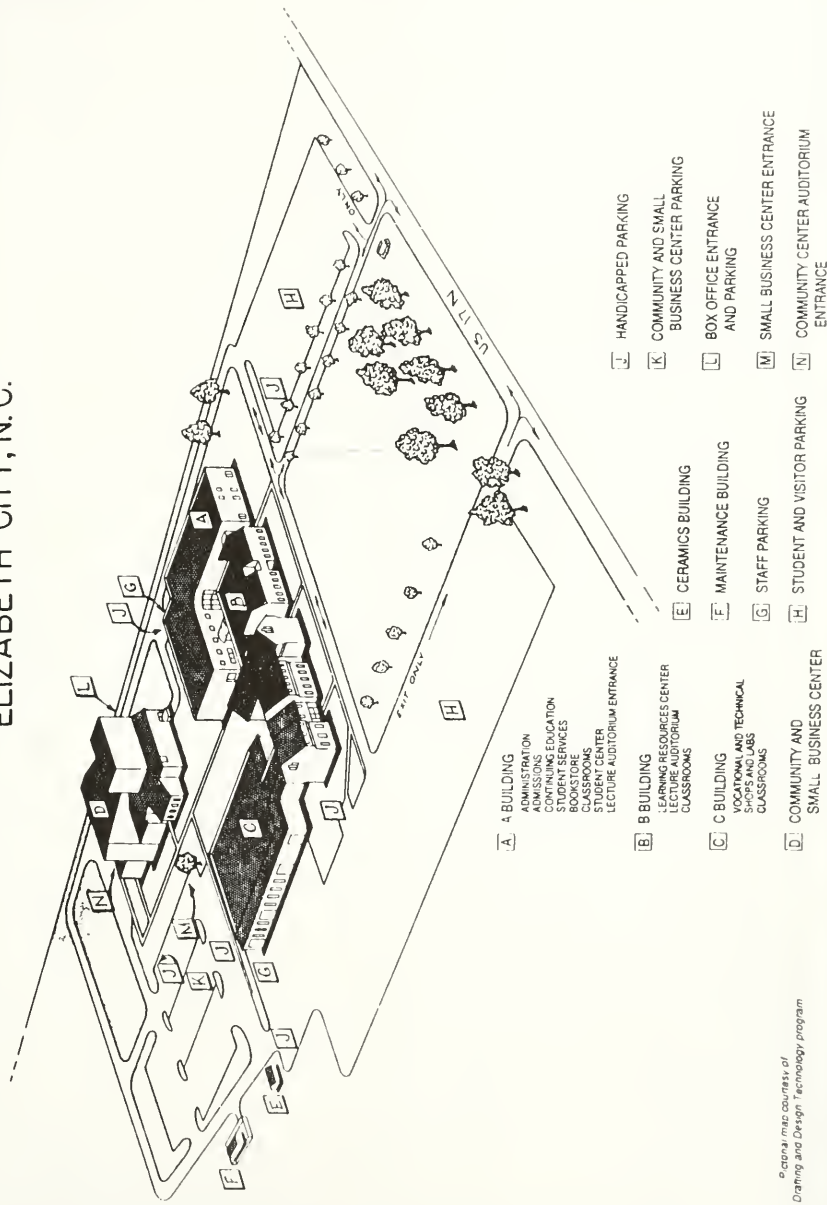 ELIZABETH CITY, N.C.
L
J
G
D
N
A
H
J
B
J
K
M
J
C
G
J
E
F
J
H
EXIT ONLY
US 17 N
A A BUILDING
ADMINISTRATION
ADMISSIONS
CONTINUING EDUCATION
STUDENT SERVICES
BOOKSTORE
CLASSROOMS
STUDENT CENTER
LECTURE AUDITORIUM ENTRANCE
B B BUILDING
LEARNING RESOURCES CENTER
LECTURE AUDITORIUM
CLASSROOMS
C C BUILDING
VOCATIONAL AND TECHNICAL
SHOPS AND LABS
CLASSROOMS
D COMMUNITY AND
SMALL BUSINESS CENTER
E CERAMICS BUILDING
F MAINTENANCE BUILDING
G STAFF PARKING
H STUDENT AND VISITOR PARKING
J HANDICAPPED PARKING
K COMMUNITY AND SMALL
BUSINESS CENTER PARKING
L BOX OFFICE ENTRANCE
AND PARKING
M SMALL BUSINESS CENTER ENTRANCE
N COMMUNITY CENTER AUDITORIUM
ENTRANCE
Pictorial map courtesy of
Drafting and Design Technology program